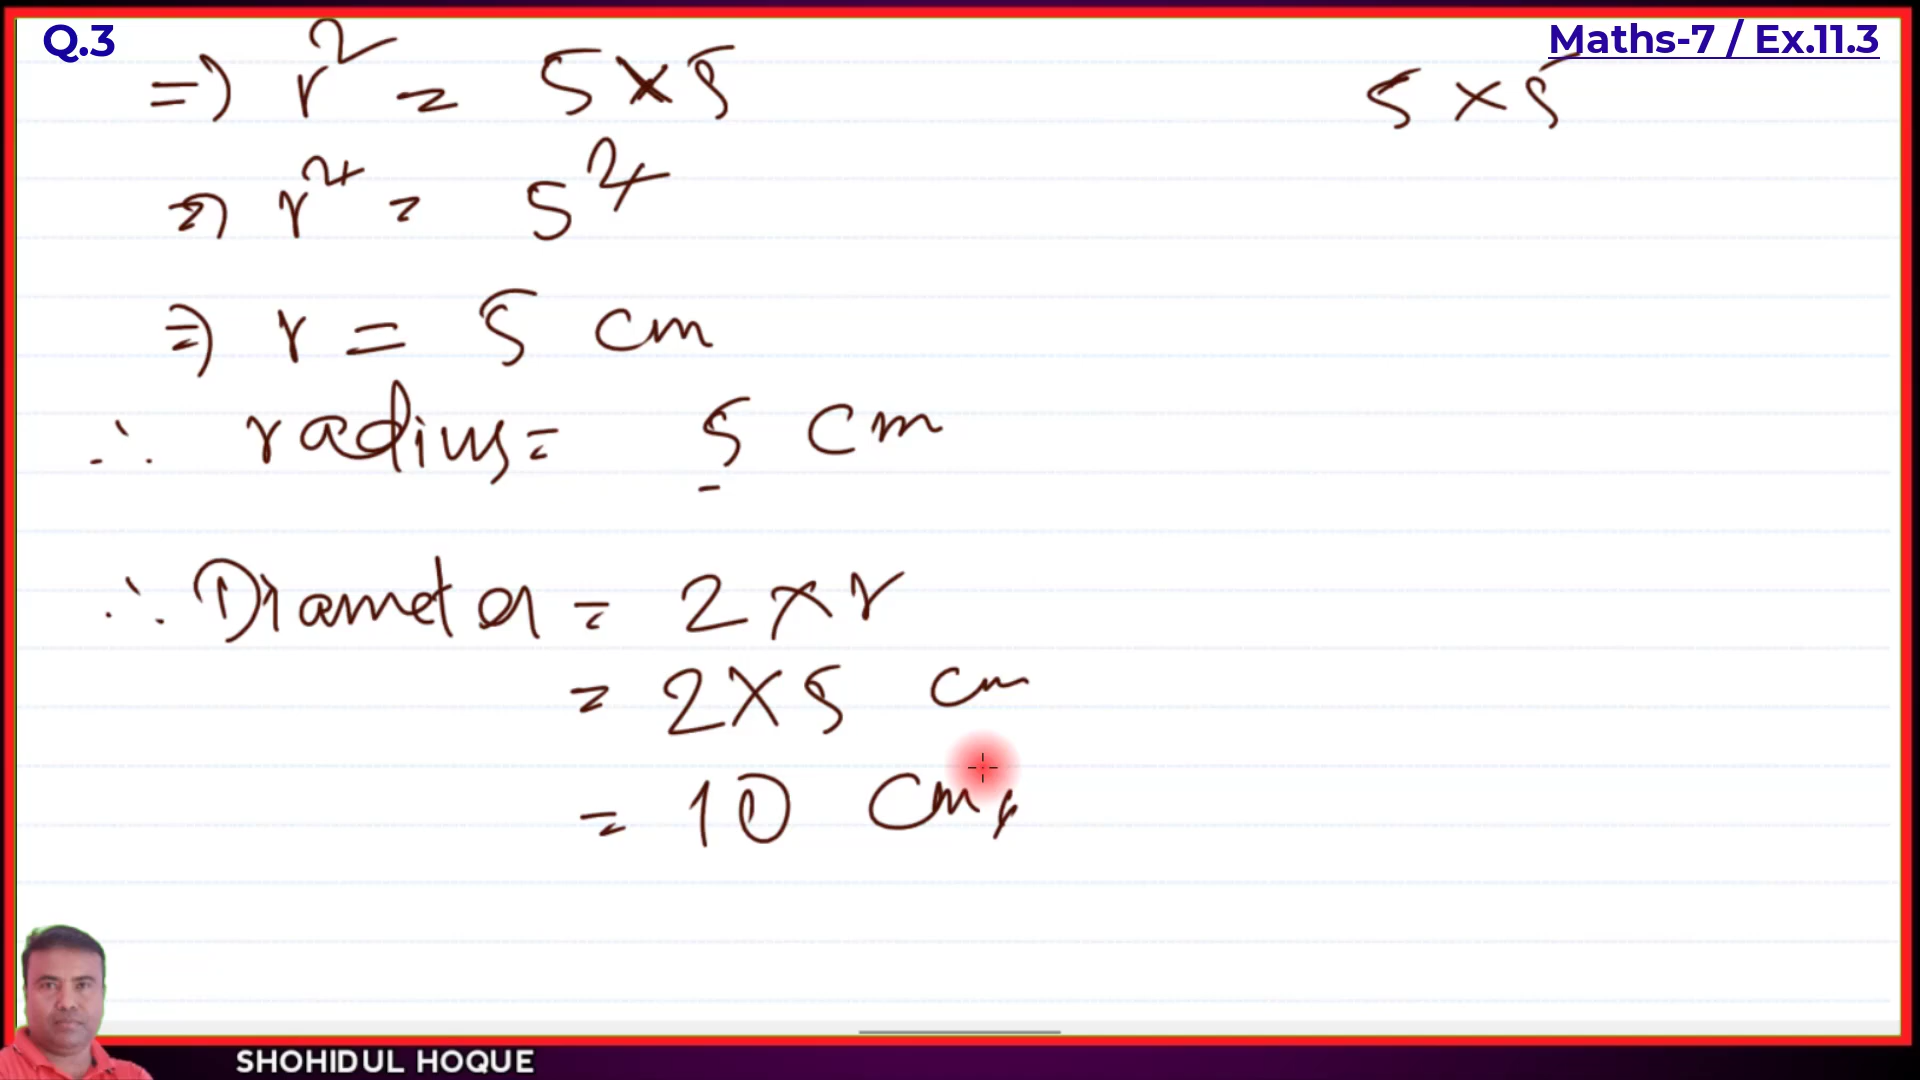 Q.3
Maths-7 / Ex.11.3
⇒ r² = 5×5
5×5
⇒ r² = 5²
⇒ r = 5 cm
∴ radius = 5 cm
∴ Diameter = 2×r
= 2×5 cm
= 10 cm
SHOHIDUL HOQUE